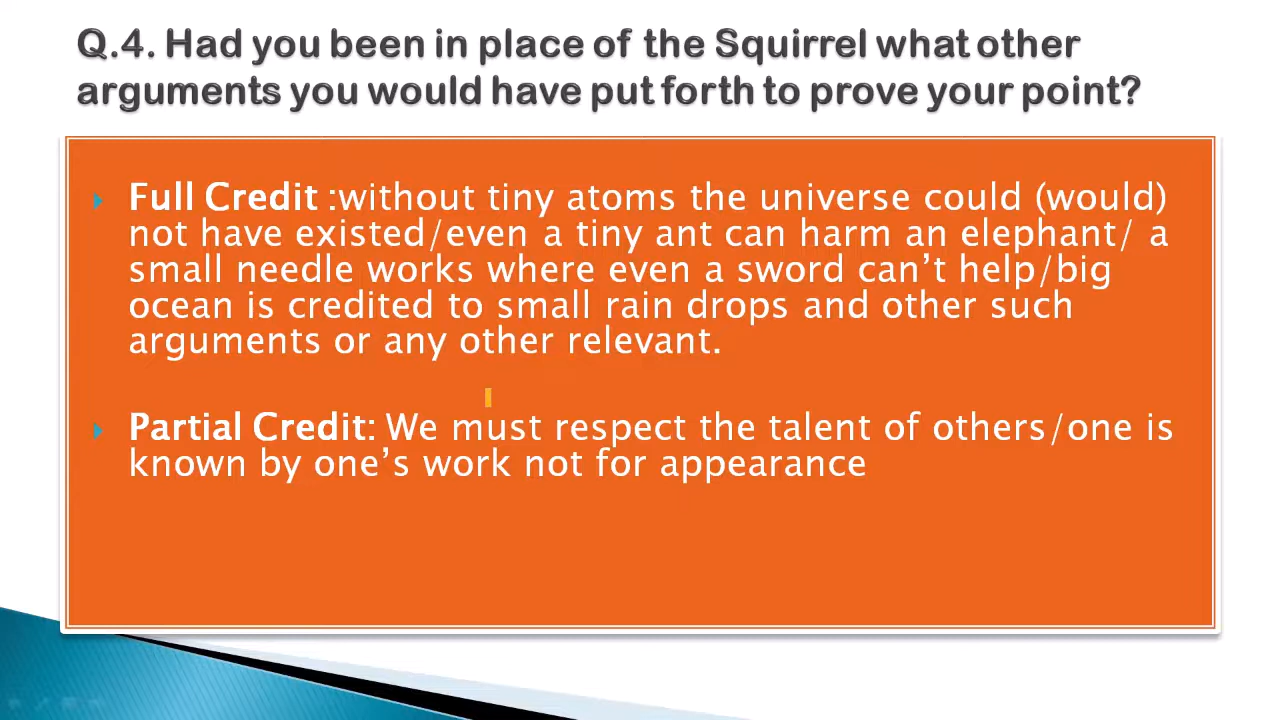 Q.4. Had you been in place of the Squirrel what other
arguments you would have put forth to prove your point?
Full Credit :without tiny atoms the universe could (would)
not have existed/even a tiny ant can harm an elephant/ a
small needle works where even a sword can’t help/big
ocean is credited to small rain drops and other such
arguments or any other relevant.
Partial Credit: We must respect the talent of others/one is
known by one’s work not for appearance